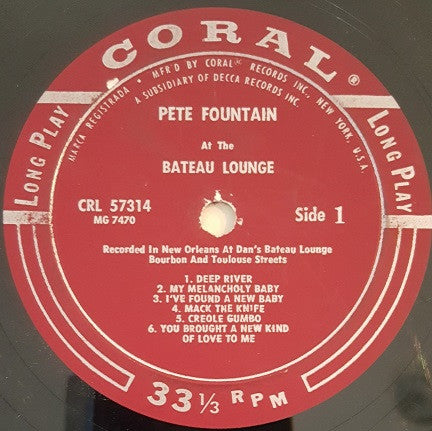 CORAL®
MARCA REGISTRADA · MFR'D BY CORAL® RECORDS INC., NEW YORK, U.S.A.
A SUBSIDIARY OF DECCA RECORDS INC.
LONG PLAY
LONG PLAY
PETE FOUNTAIN
At The
BATEAU LOUNGE
CRL 57314
MG 7470
Side 1
Recorded In New Orleans At Dan's Bateau Lounge
Bourbon And Toulouse Streets
1. DEEP RIVER
2. MY MELANCHOLY BABY
3. I'VE FOUND A NEW BABY
4. MACK THE KNIFE
5. CREOLE GUMBO
6. YOU BROUGHT A NEW KIND
OF LOVE TO ME
33 1/3 RPM